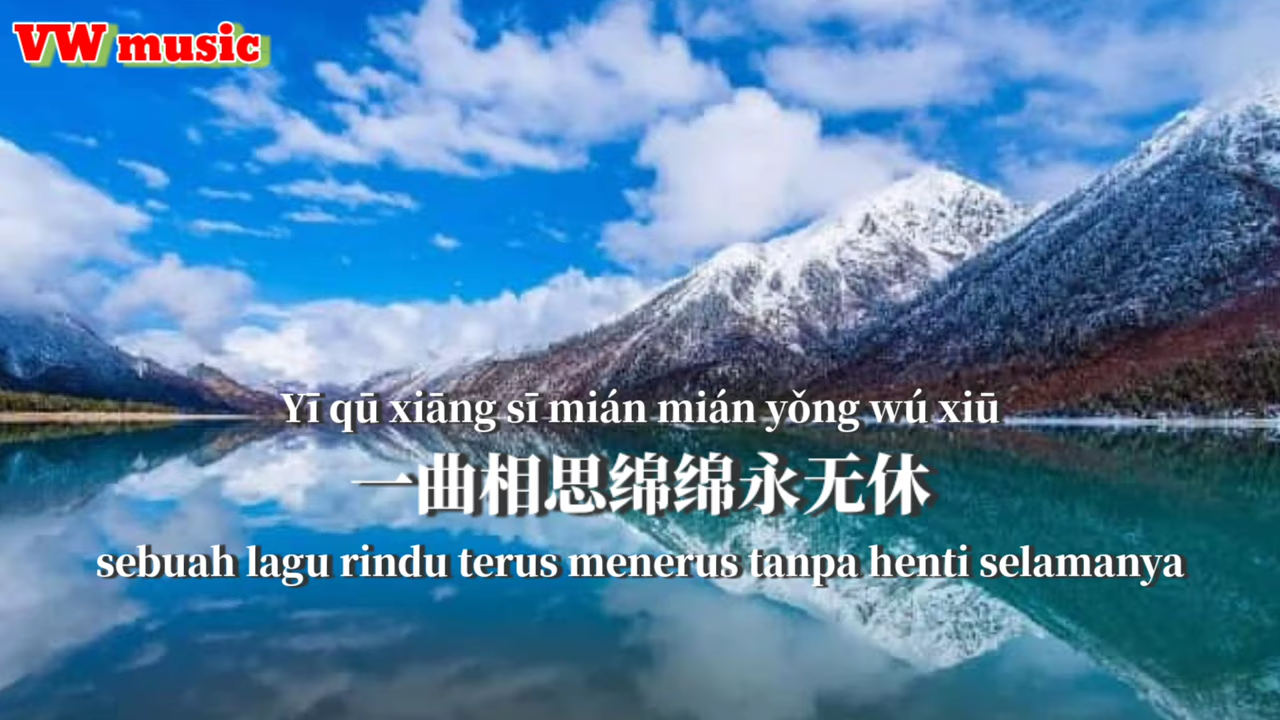 VW music
Yī qū xiāng sī mián mián yǒng wú xiū
一曲相思绵绵永无休
sebuah lagu rindu terus menerus tanpa henti selamanya